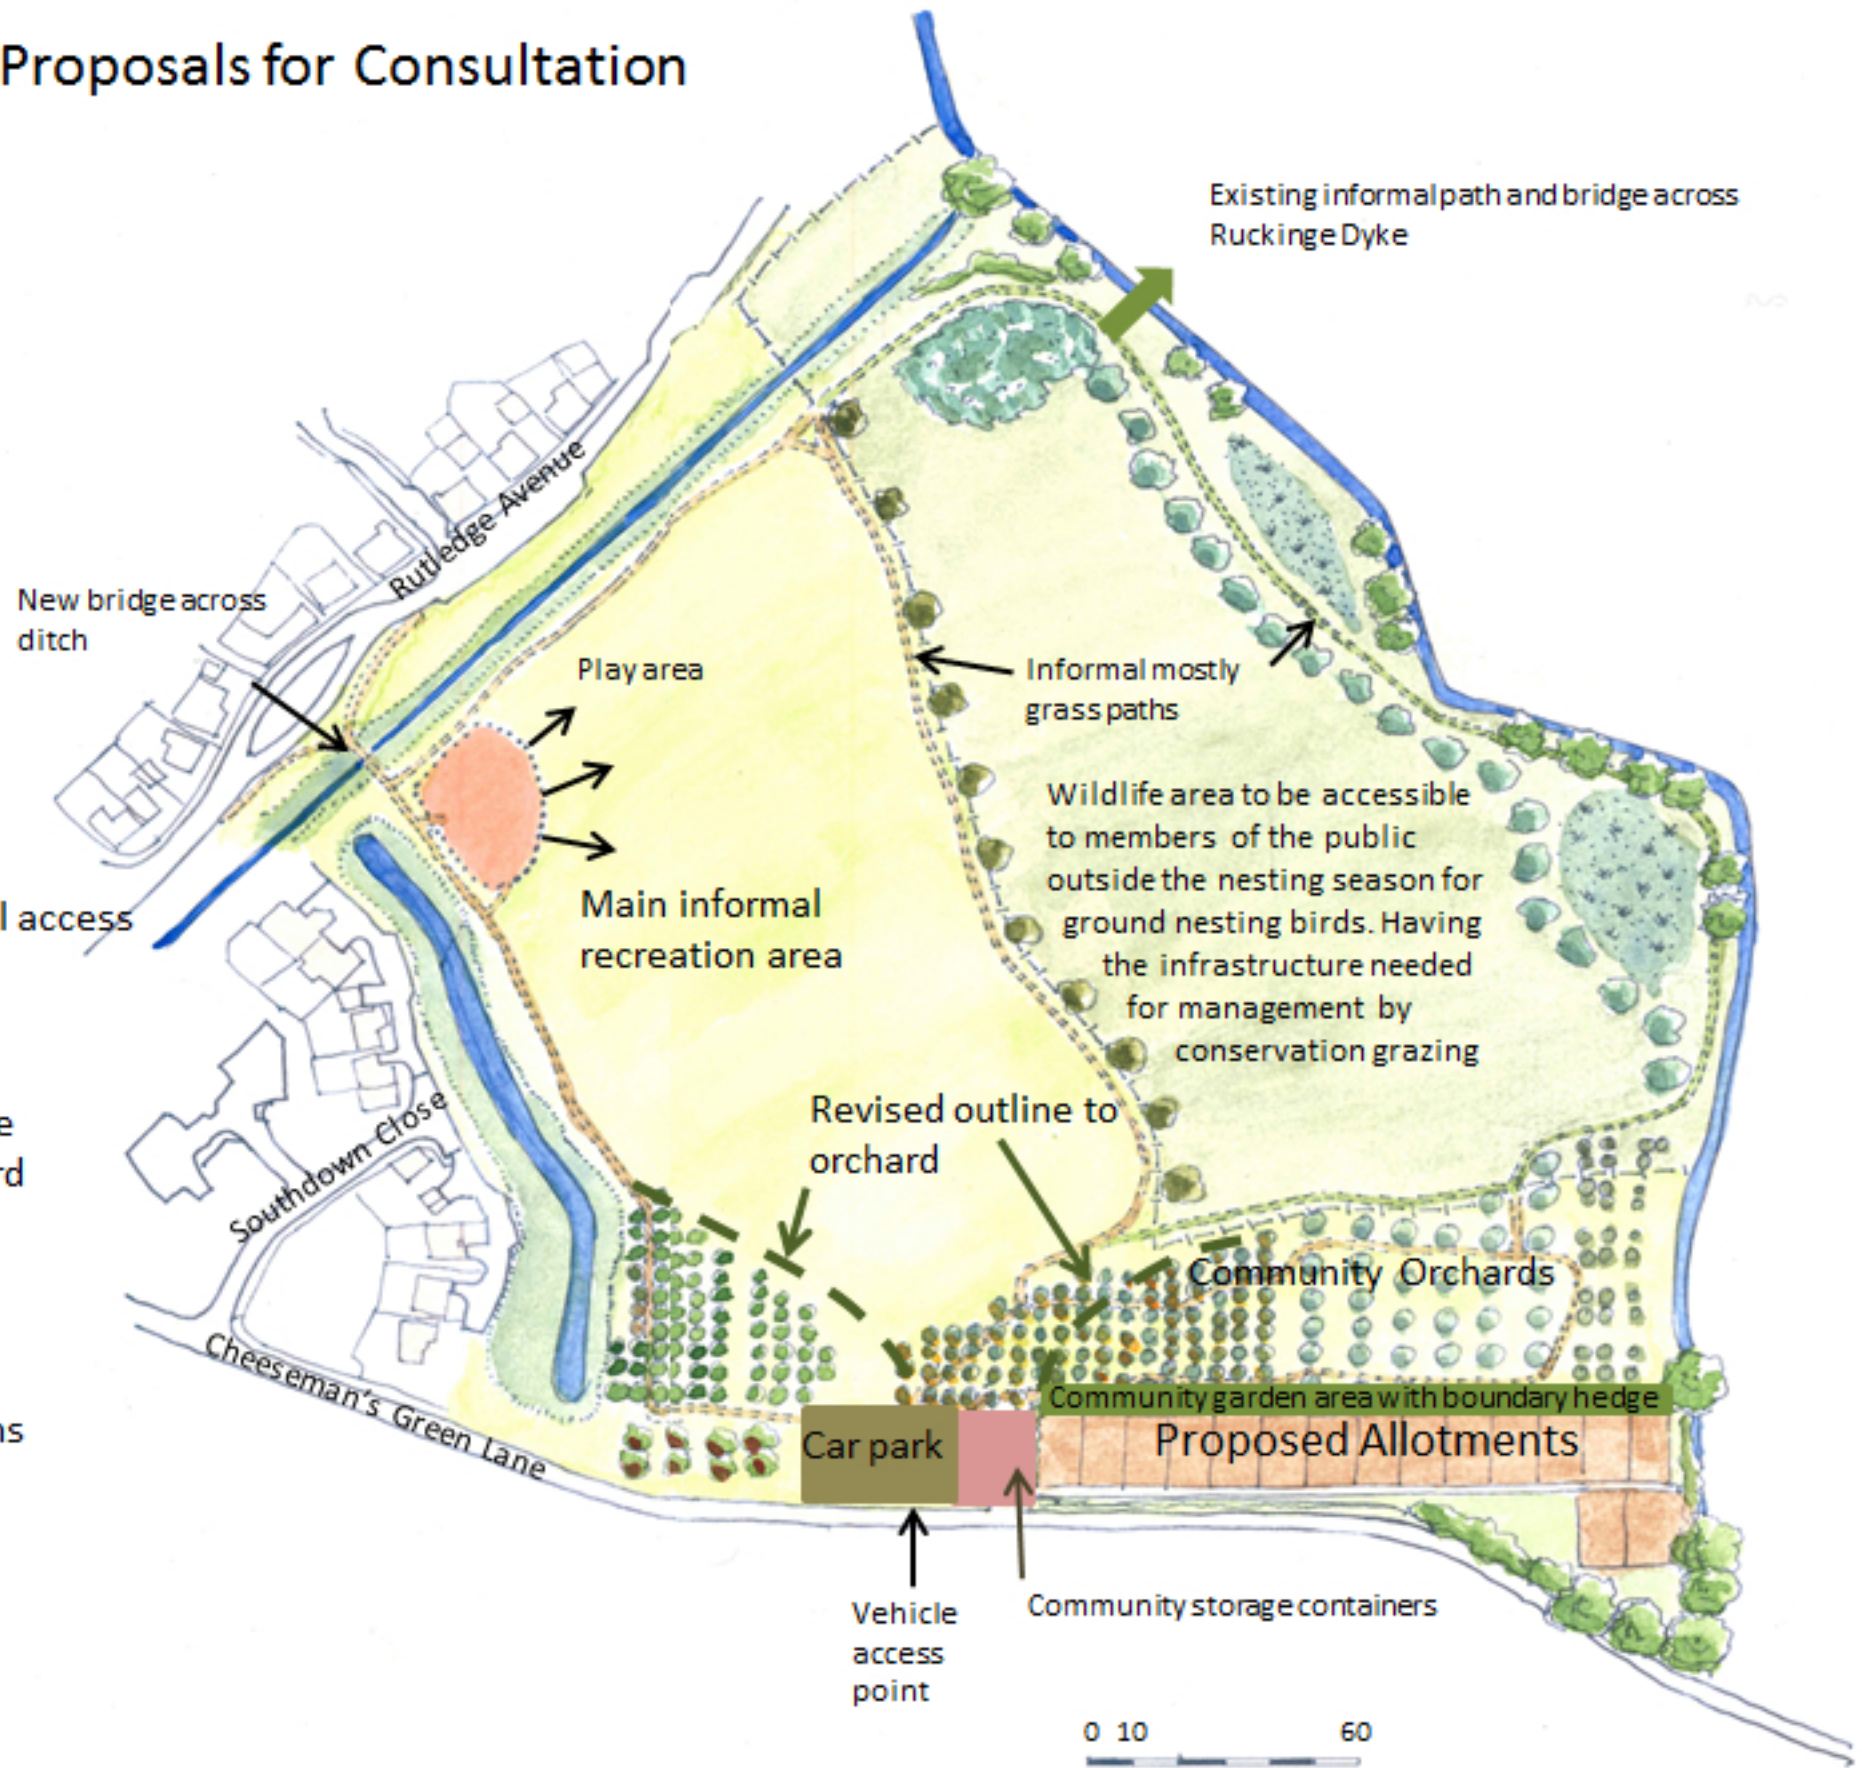 Proposals for Consultation
Existing informal path and bridge across
Ruckinge Dyke
Rutledge Avenue
New bridge across
ditch
Play area
Informal mostly
grass paths
Wildlife area to be accessible
to members of the public
outside the nesting season for
ground nesting birds. Having
the infrastructure needed
for management by
conservation grazing
l access
Main informal
recreation area
e
rd
Revised outline to
orchard
Southdown Close
Community Orchards
Cheeseman's Green Lane
Community garden area with boundary hedge
ns
Car park
Proposed Allotments
Vehicle
access
point
Community storage containers
0 10 60